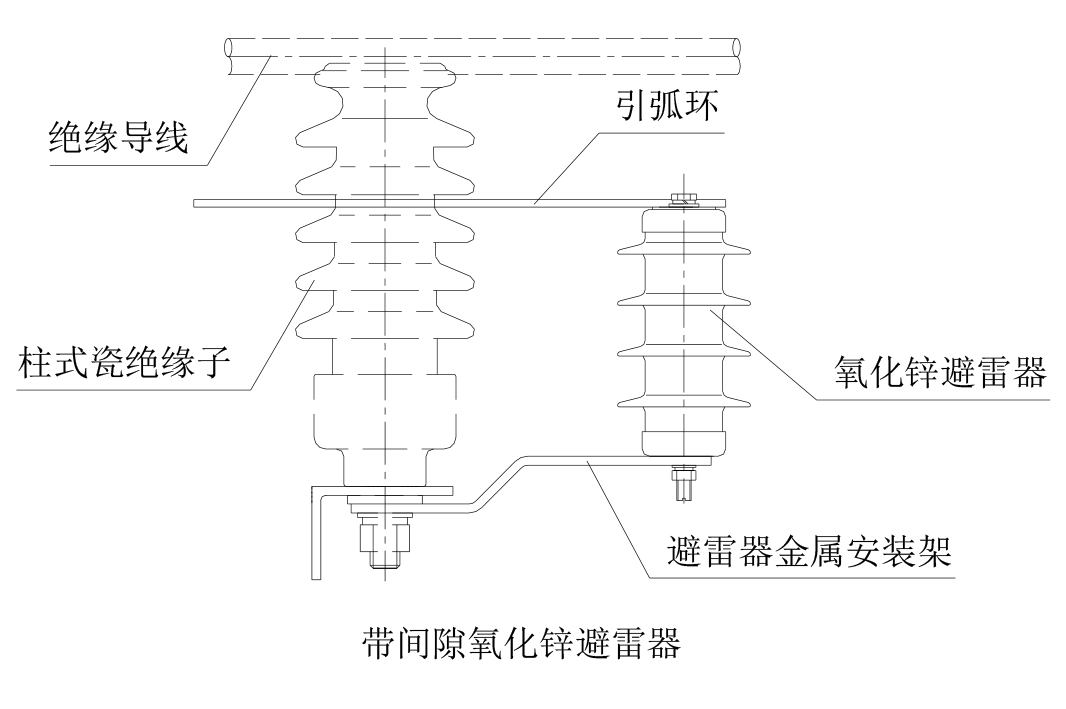 引弧环
绝缘导线
柱式瓷绝缘子
氧化锌避雷器
避雷器金属安装架
带间隙氧化锌避雷器